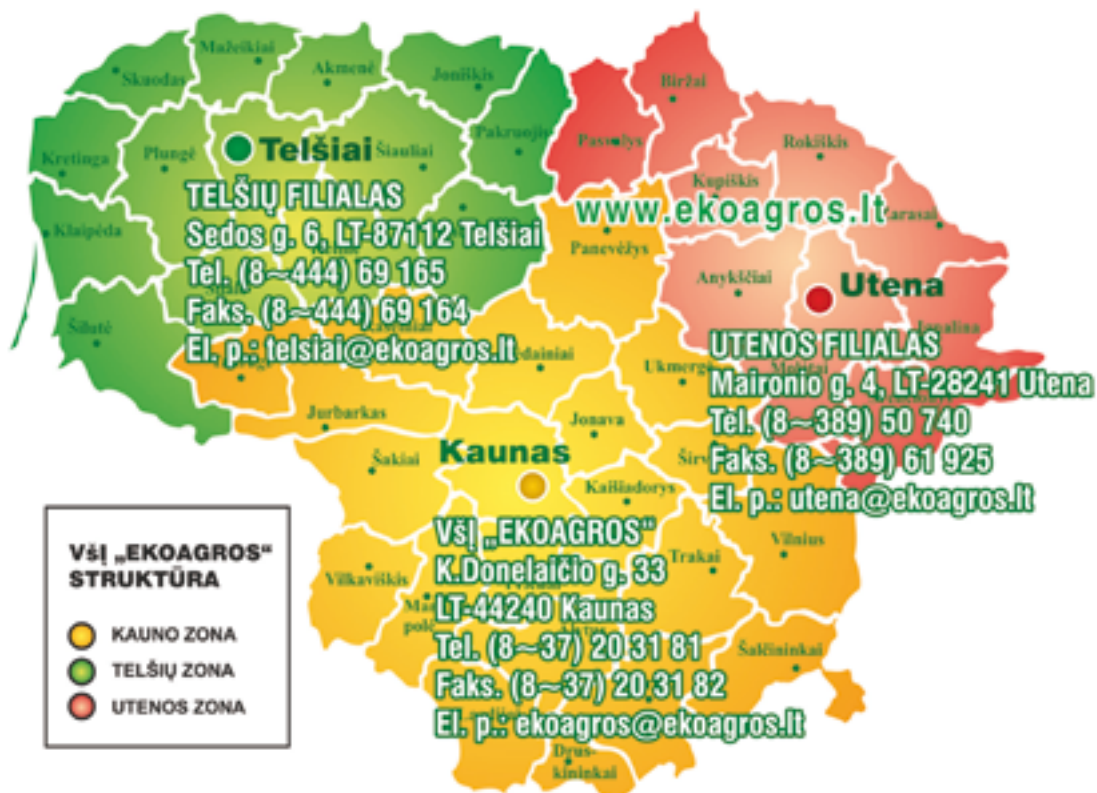 Mažeikiai
Skuodas
Akmenė
Joniškis
Biržai
Pakruojis
Pasvalys
Rokiškis
Kretinga
Plungė
Telšiai
Šiauliai
Kupiškis
TELŠIŲ FILIALAS
Sedos g. 6, LT-87112 Telšiai
Tel. (8~444) 69 165
Faks. (8~444) 69 164
El. p.: telsiai@ekoagros.lt
www.ekoagros.lt
Klaipėda
Panevėžys
Anykščiai
Utena
Šilutė
UTENOS FILIALAS
Maironio g. 4, LT-28241 Utena
Tel. (8~389) 50 740
Faks. (8~389) 61 925
El. p.: utena@ekoagros.lt
Ukmergė
Jurbarkas
Jonava
Šakiai
Kaunas
Kaišiadorys
VšĮ „EKOAGROS“
K.Donelaičio g. 33
LT-44240 Kaunas
Tel. (8~37) 20 31 81
Faks. (8~37) 20 31 82
El. p.: ekoagros@ekoagros.lt
Vilnius
Trakai
Vilkaviškis
Šalčininkai
Drus-
kininkai
VšĮ „EKOAGROS“
STRUKTŪRA
KAUNO ZONA
TELŠIŲ ZONA
UTENOS ZONA